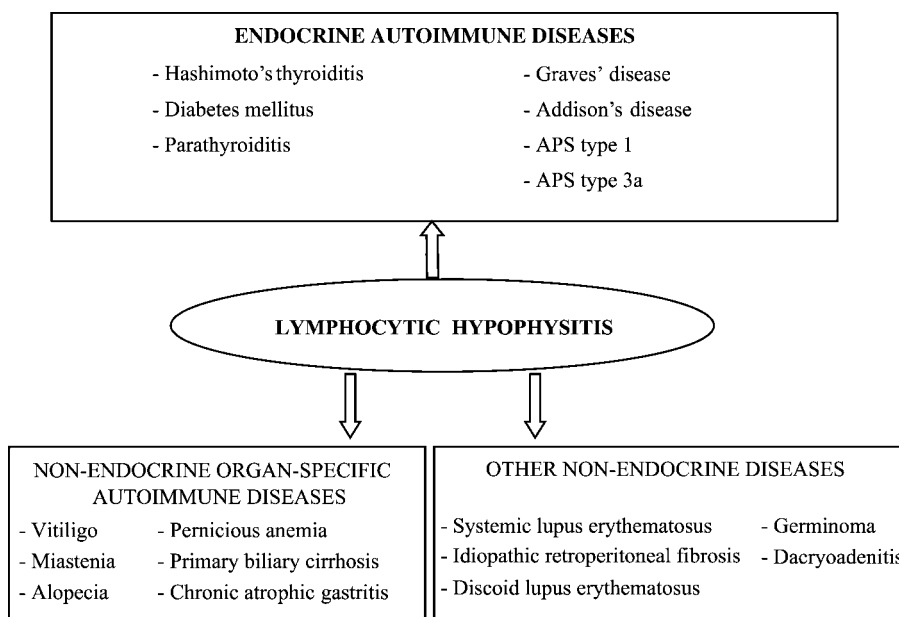 ENDOCRINE AUTOIMMUNE DISEASES
- Hashimoto's thyroiditis
- Diabetes mellitus
- Parathyroiditis
- Graves' disease
- Addison's disease
- APS type 1
- APS type 3a
LYMPHOCYTIC HYPOPHYSITIS
NON-ENDOCRINE ORGAN-SPECIFIC
AUTOIMMUNE DISEASES
- Vitiligo
- Miastenia
- Alopecia
- Pernicious anemia
- Primary biliary cirrhosis
- Chronic atrophic gastritis
OTHER NON-ENDOCRINE DISEASES
- Systemic lupus erythematosus
- Idiopathic retroperitoneal fibrosis
- Discoid lupus erythematosus
- Germinoma
- Dacryoadenitis